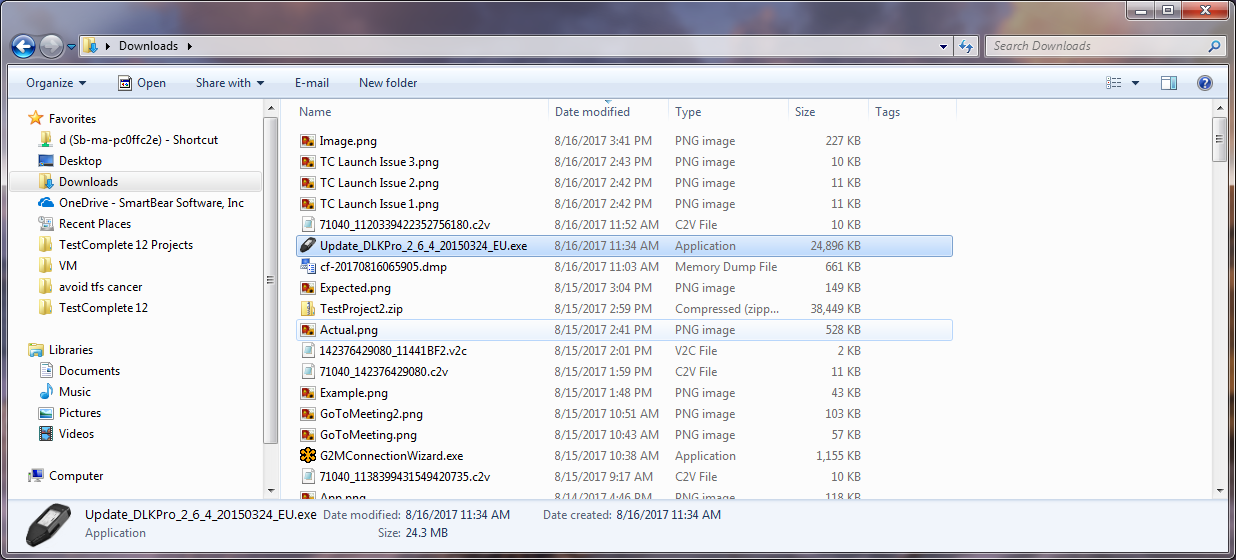 Downloads
Search Downloads
Organize Open Share with E-mail New folder
Favorites
d (Sb-ma-pc0ffc2e) - Shortcut
Desktop
Downloads
OneDrive - SmartBear Software, Inc
Recent Places
TestComplete 12 Projects
VM
avoid tfs cancer
TestComplete 12
Libraries
Documents
Music
Pictures
Videos
Computer
Name Date modified Type Size Tags
Image.png 8/16/2017 3:41 PM PNG image 227 KB
TC Launch Issue 3.png 8/16/2017 2:43 PM PNG image 10 KB
TC Launch Issue 2.png 8/16/2017 2:42 PM PNG image 11 KB
TC Launch Issue 1.png 8/16/2017 2:42 PM PNG image 9 KB
71040_1120339422352756180.c2v 8/16/2017 11:52 AM C2V File 10 KB
Update_DLKPro_2_6_4_20150324_EU.exe 8/16/2017 11:34 AM Application 24,896 KB
cf-20170816065905.dmp 8/16/2017 11:03 AM Memory Dump File 661 KB
Expected.png 8/15/2017 3:04 PM PNG image 149 KB
TestProject2.zip 8/15/2017 2:59 PM Compressed (zipp... 38,449 KB
Actual.png 8/15/2017 2:41 PM PNG image 528 KB
142376429080_11441BF2.v2c 8/15/2017 2:01 PM V2C File 2 KB
71040_142376429080.c2v 8/15/2017 1:59 PM C2V File 11 KB
Example.png 8/15/2017 1:48 PM PNG image 43 KB
GoToMeeting2.png 8/15/2017 10:51 AM PNG image 103 KB
GoToMeeting.png 8/15/2017 10:43 AM PNG image 57 KB
G2MConnectionWizard.exe 8/15/2017 10:38 AM Application 1,155 KB
71040_1138399431549420735.c2v 8/15/2017 9:17 AM C2V File 10 KB
App.png 8/14/2017 4:46 PM PNG image 118 KB
Update_DLKPro_2_6_4_20150324_EU.exe Date modified: 8/16/2017 11:34 AM Date created: 8/16/2017 11:34 AM
Application Size: 24.3 MB